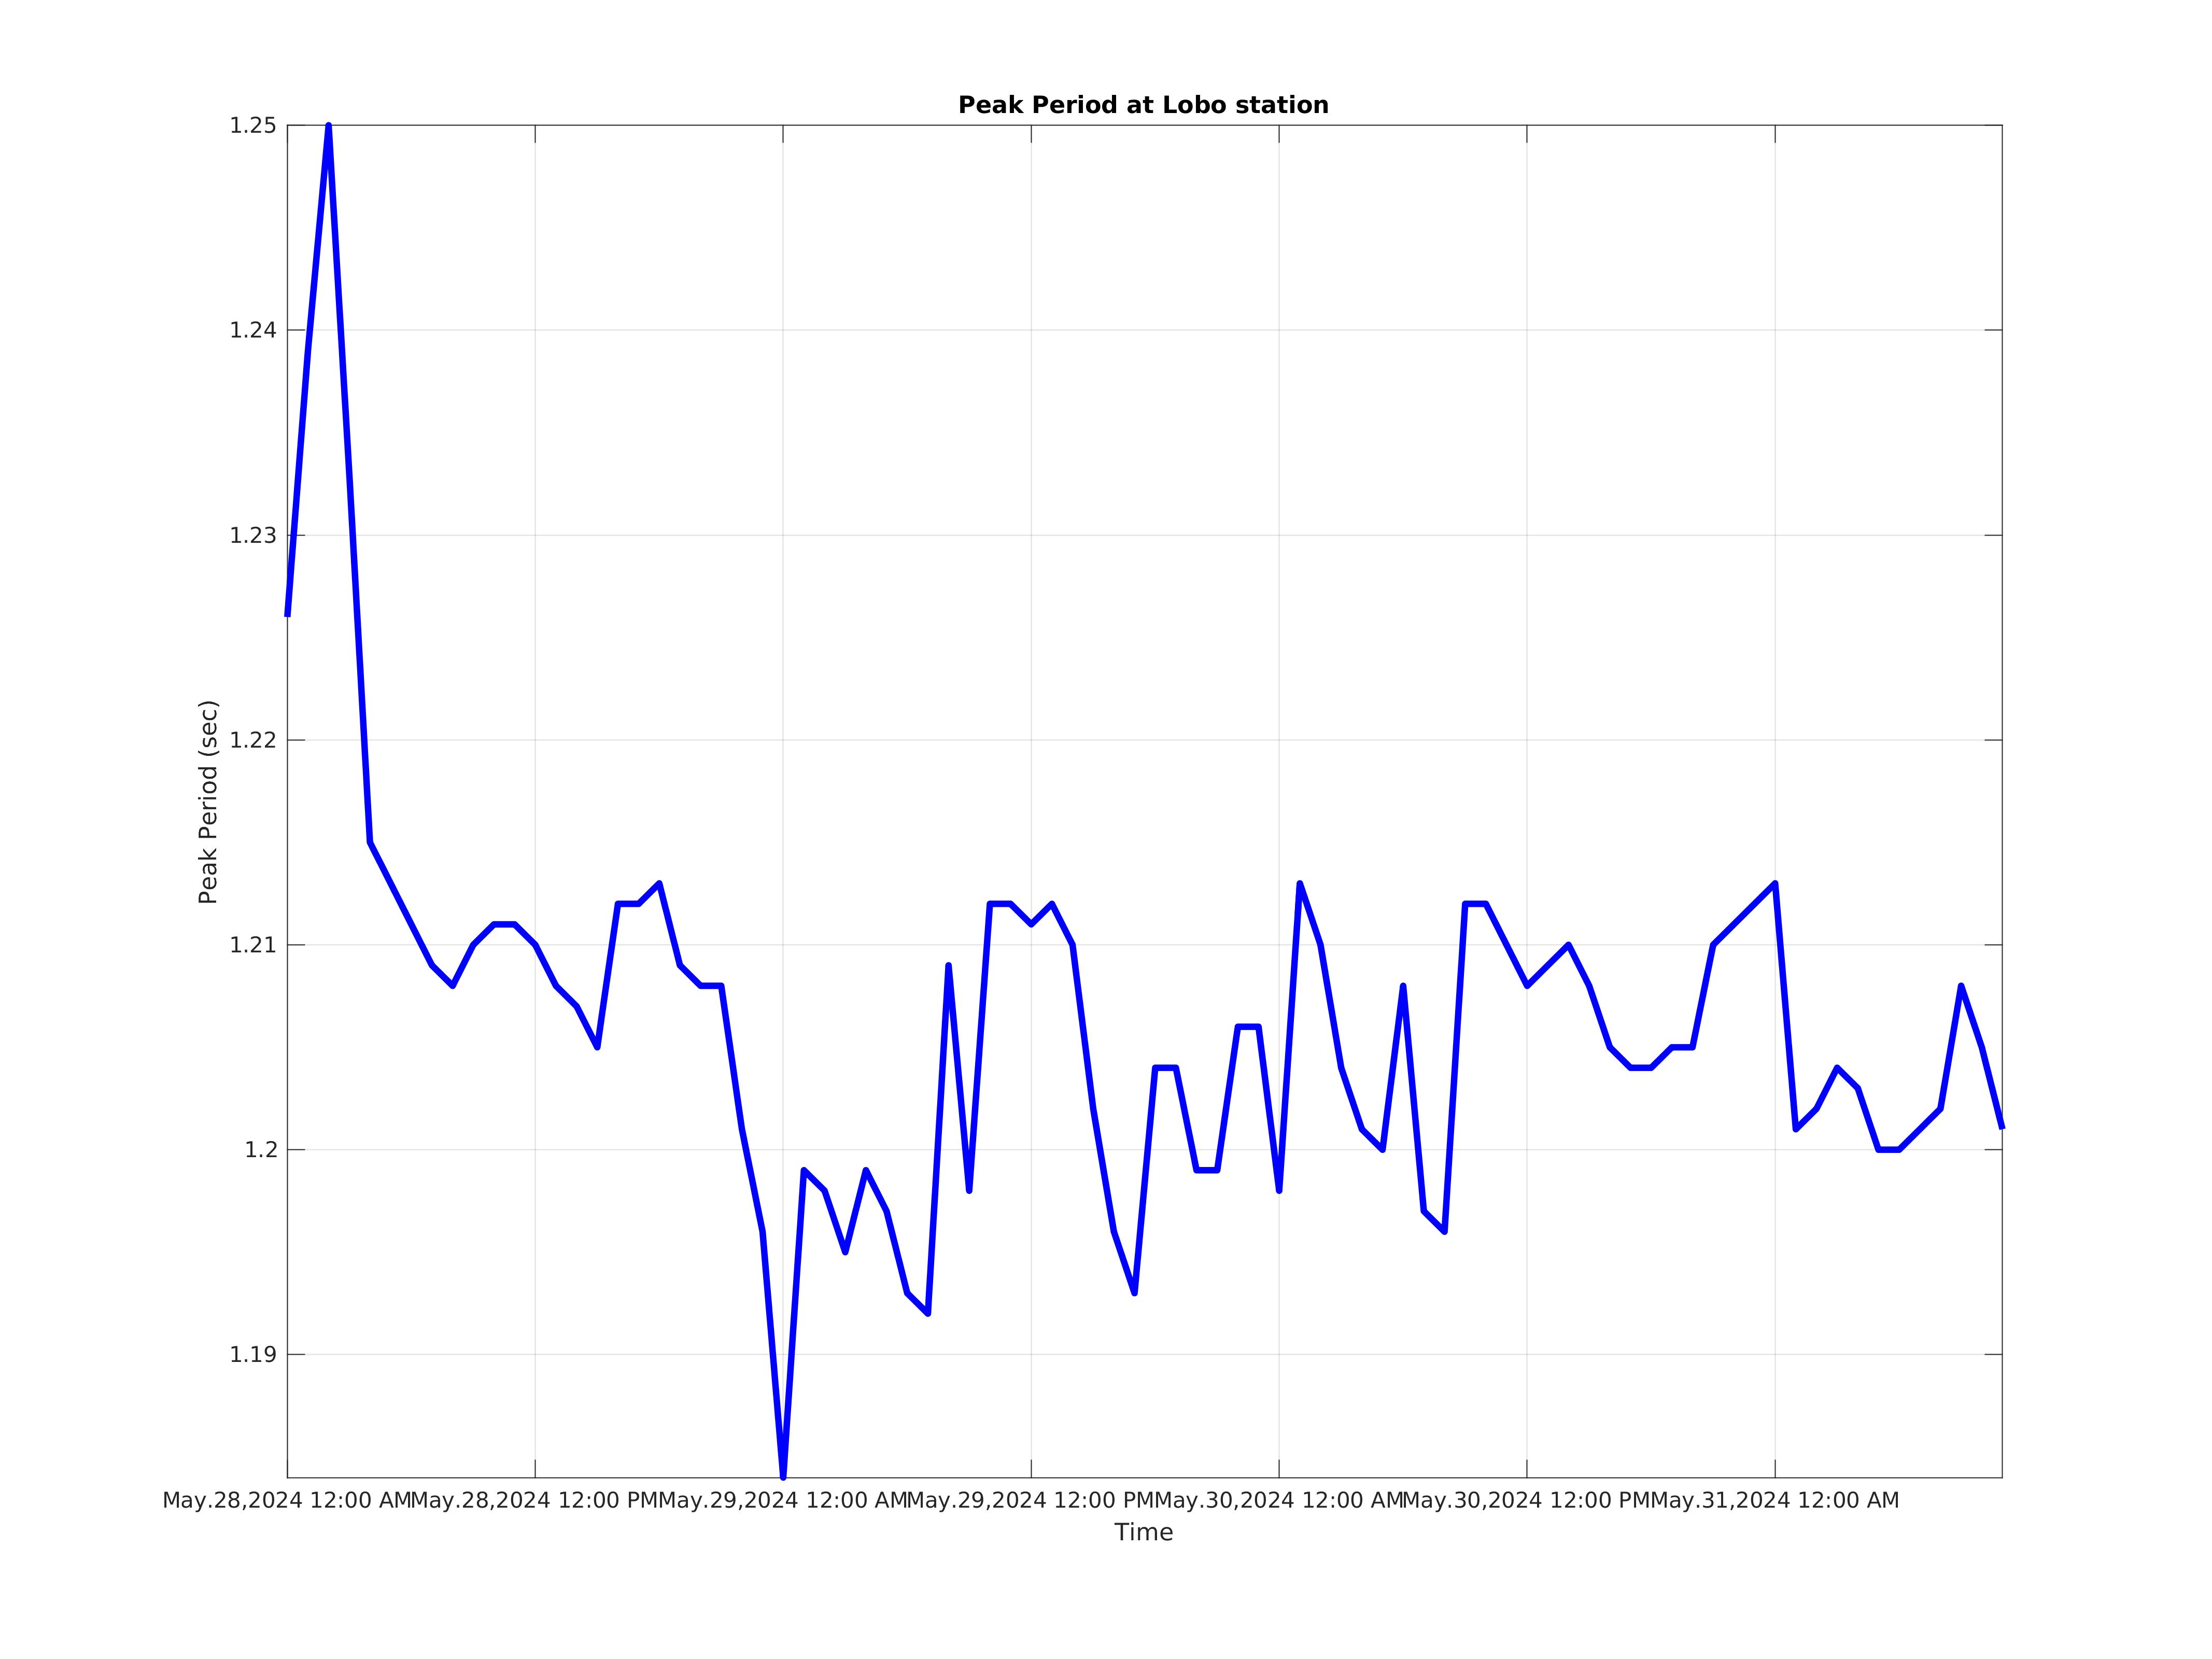 Peak Period at Lobo station
1.25
1.24
1.23
1.22
1.21
1.2
1.19
Peak Period (sec)
May.28,2024 12:00 AM
May.28,2024 12:00 PM
May.29,2024 12:00 AM
May.29,2024 12:00 PM
May.30,2024 12:00 AM
May.30,2024 12:00 PM
May.31,2024 12:00 AM
Time